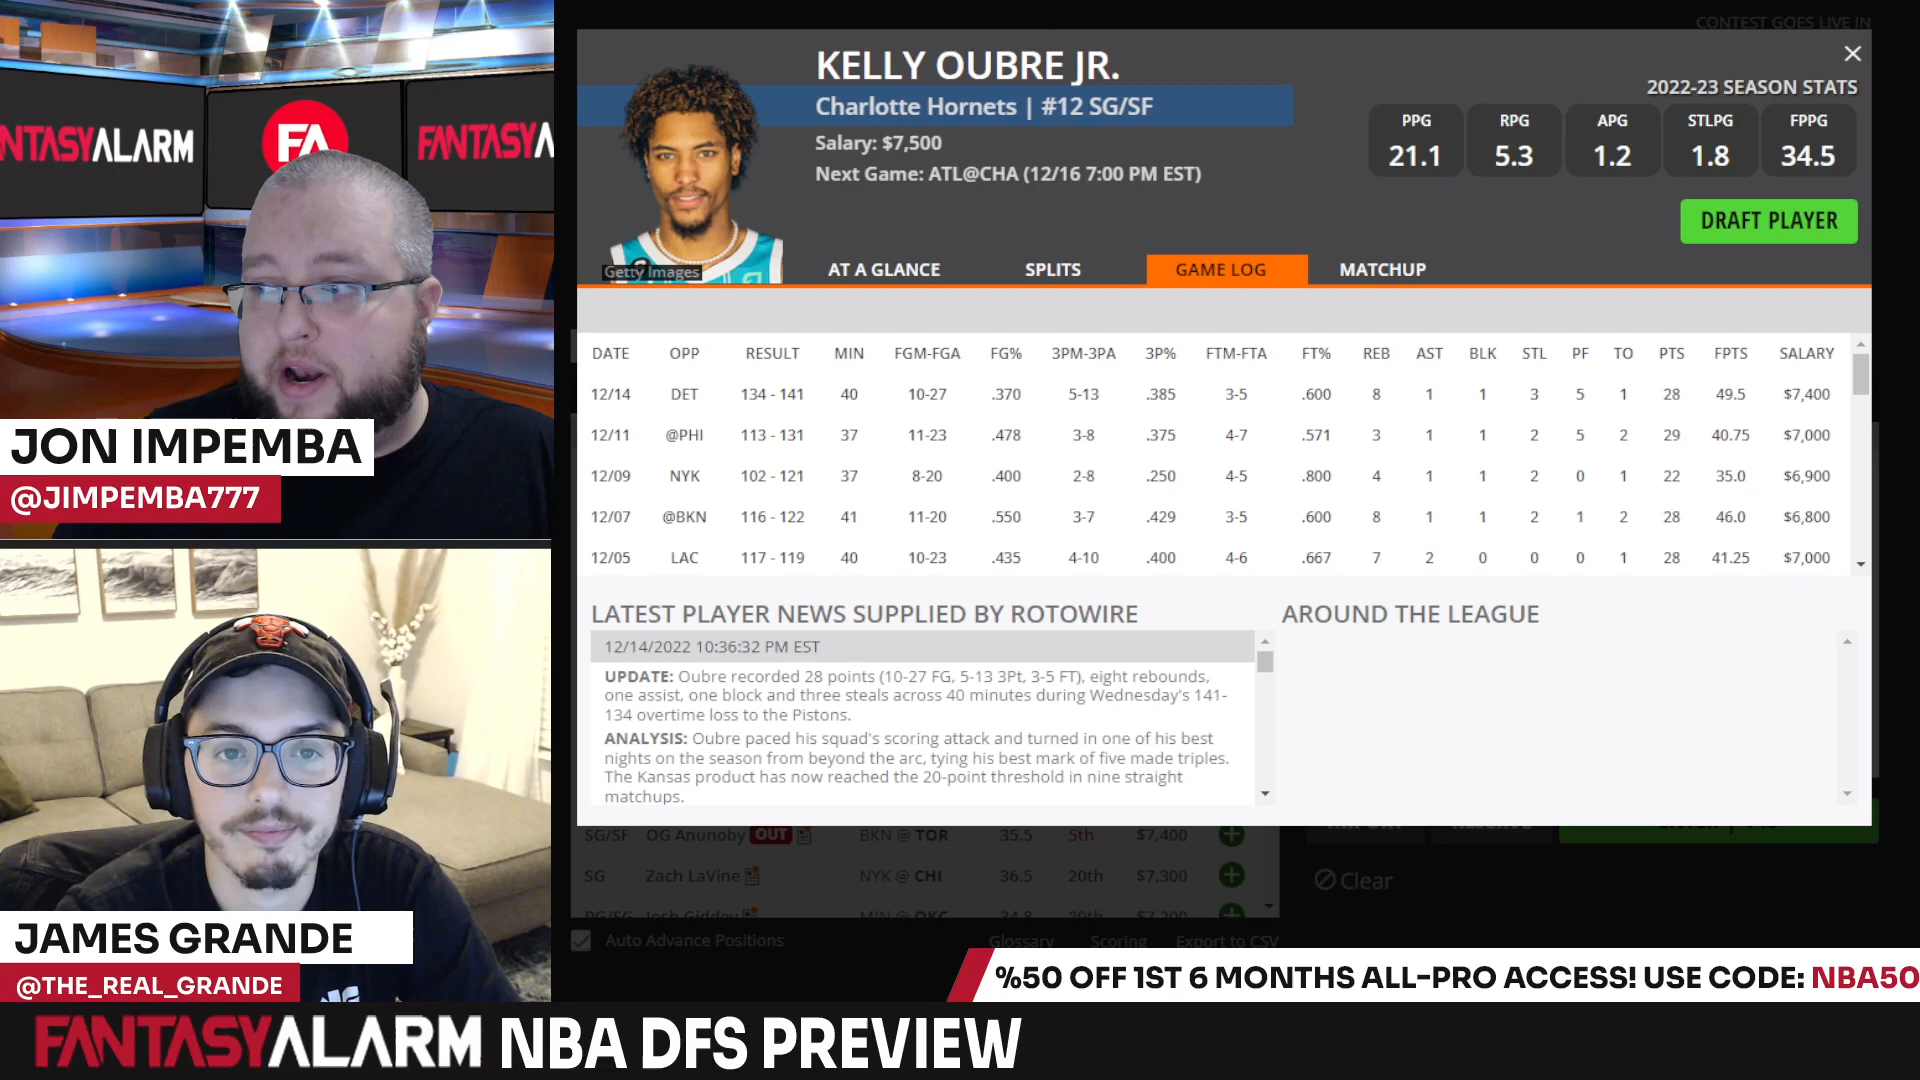 CONTEST GOES LIVE IN
NTASYALARM
FA
FANTASYA
JON IMPEMBA
@JIMPEMBA777
JAMES GRANDE
@THE_REAL_GRANDE
KELLY OUBRE JR.
Charlotte Hornets | #12 SG/SF
Salary: $7,500
Next Game: ATL@CHA (12/16 7:00 PM EST)
Getty Images
2022-23 SEASON STATS
PPG RPG APG STLPG FPPG
21.1 5.3 1.2 1.8 34.5
DRAFT PLAYER
AT A GLANCE SPLITS GAME LOG MATCHUP
DATE OPP RESULT MIN FGM-FGA FG% 3PM-3PA 3P% FTM-FTA FT% REB AST BLK STL PF TO PTS FPTS SALARY
12/14 DET 134 - 141 40 10-27 .370 5-13 .385 3-5 .600 8 1 1 3 5 1 28 49.5 $7,400
12/11 @PHI 113 - 131 37 11-23 .478 3-8 .375 4-7 .571 3 1 1 2 5 2 29 40.75 $7,000
12/09 NYK 102 - 121 37 8-20 .400 2-8 .250 4-5 .800 4 1 1 2 0 1 22 35.0 $6,900
12/07 @BKN 116 - 122 41 11-20 .550 3-7 .429 3-5 .600 8 1 1 2 1 2 28 46.0 $6,800
12/05 LAC 117 - 119 40 10-23 .435 4-10 .400 4-6 .667 7 2 0 0 0 1 28 41.25 $7,000
LATEST PLAYER NEWS SUPPLIED BY ROTOWIRE
12/14/2022 10:36:32 PM EST
UPDATE: Oubre recorded 28 points (10-27 FG, 5-13 3Pt, 3-5 FT), eight rebounds,
one assist, one block and three steals across 40 minutes during Wednesday's 141-
134 overtime loss to the Pistons.
ANALYSIS: Oubre paced his squad's scoring attack and turned in one of his best
nights on the season from beyond the arc, tying his best mark of five made triples.
The Kansas product has now reached the 20-point threshold in nine straight
matchups.
AROUND THE LEAGUE
SG/SF OG Anunoby OUT BKN @ TOR 35.5 5th $7,400
SG Zach LaVine NYK @ CHI 36.5 20th $7,300
PG/SG Josh Giddey MIN @ OKC 34.8 20th $7,200
Clear
Auto Advance Positions
Glossary Scoring Export to CSV
%50 OFF 1ST 6 MONTHS ALL-PRO ACCESS! USE CODE: NBA50
FANTASYALARM NBA DFS PREVIEW